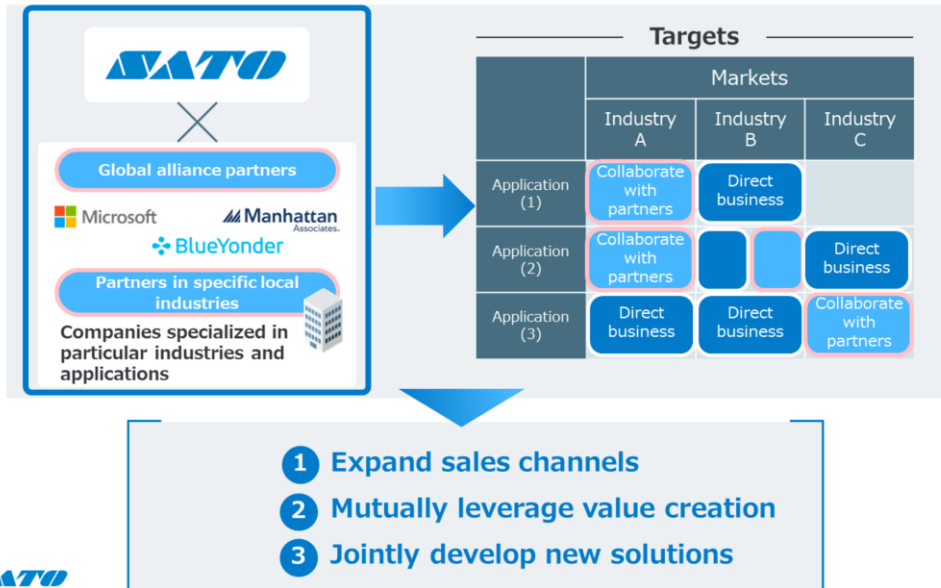 SATO
Global alliance partners
Microsoft
Manhattan
Associates.
BlueYonder
Partners in specific local
industries
Companies specialized in
particular industries and
applications
Targets
Markets
Industry
A
Industry
B
Industry
C
Application
(1)
Collaborate
with
partners
Direct
business
Application
(2)
Collaborate
with
partners
Direct
business
Application
(3)
Direct
business
Direct
business
Collaborate
with
partners
1 Expand sales channels
2 Mutually leverage value creation
3 Jointly develop new solutions
SATO